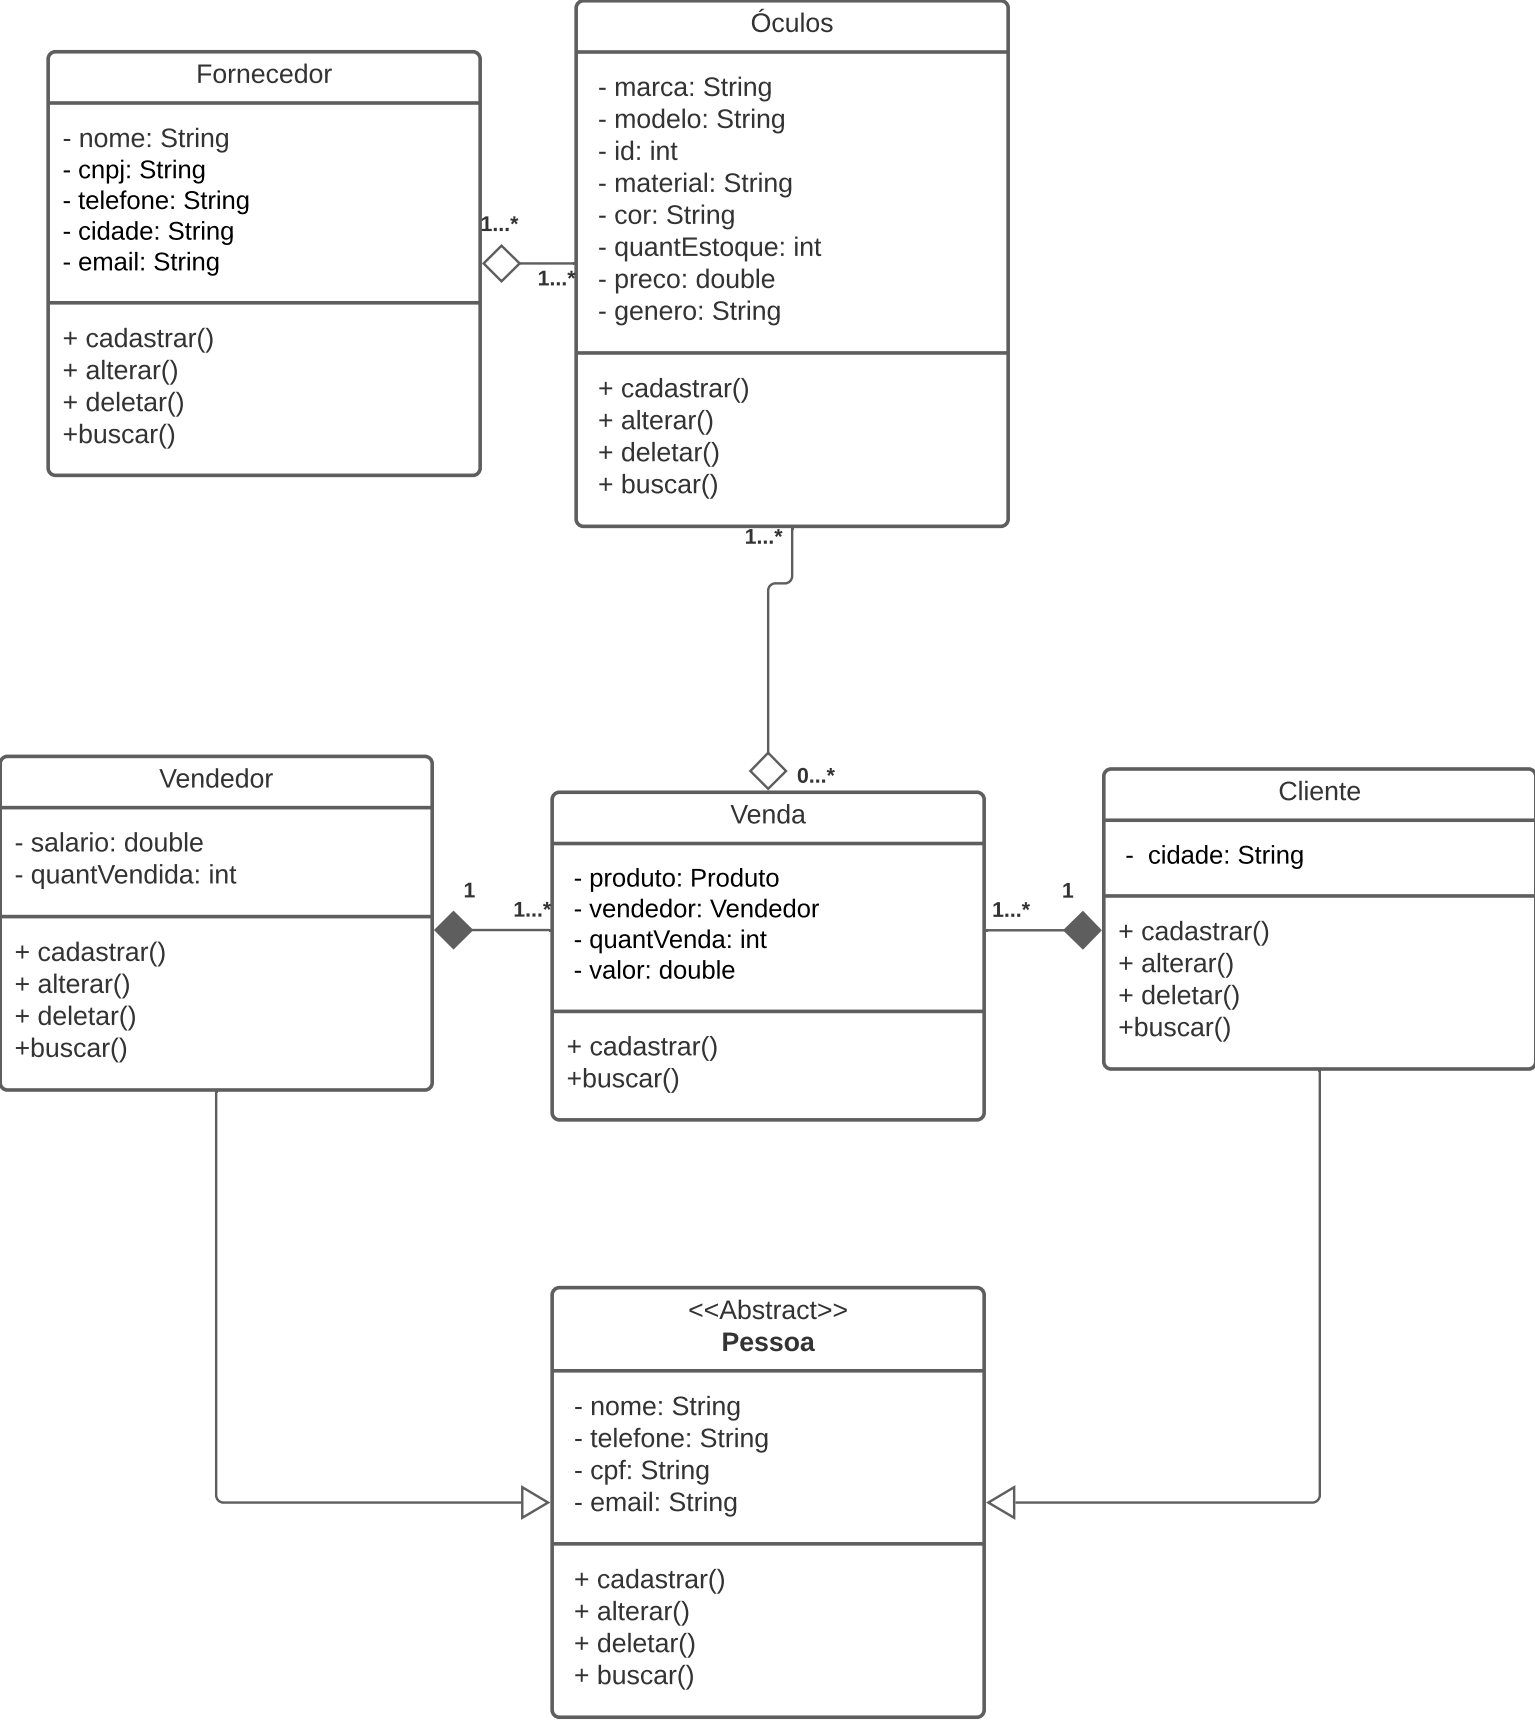 Óculos
- marca: String
- modelo: String
- id: int
- material: String
- cor: String
- quantEstoque: int
- preco: double
- genero: String
+ cadastrar()
+ alterar()
+ deletar()
+ buscar()
Fornecedor
- nome: String
- cnpj: String
- telefone: String
- cidade: String
- email: String
+ cadastrar()
+ alterar()
+ deletar()
+buscar()
1...*
1...*
1...*
0...*
Vendedor
- salario: double
- quantVendida: int
+ cadastrar()
+ alterar()
+ deletar()
+buscar()
1
1...*
Venda
- produto: Produto
- vendedor: Vendedor
- quantVenda: int
- valor: double
+ cadastrar()
+buscar()
1...*
1
Cliente
- cidade: String
+ cadastrar()
+ alterar()
+ deletar()
+buscar()
<<Abstract>>
Pessoa
- nome: String
- telefone: String
- cpf: String
- email: String
+ cadastrar()
+ alterar()
+ deletar()
+ buscar()